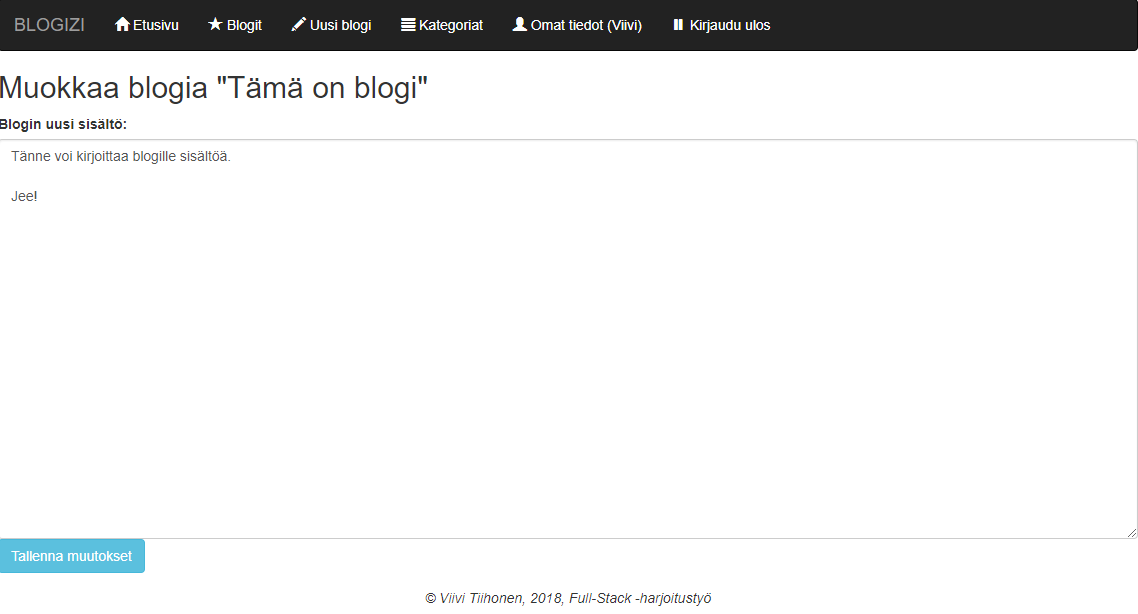 BLOGIZI Etusivu Blogit Uusi blogi Kategoriat Omat tiedot (Viivi) Kirjaudu ulos
Muokkaa blogia "Tämä on blogi"
Blogin uusi sisältö:
Tänne voi kirjoittaa blogille sisältöä.
Jee!
Tallenna muutokset
© Viivi Tiihonen, 2018, Full-Stack -harjoitustyö